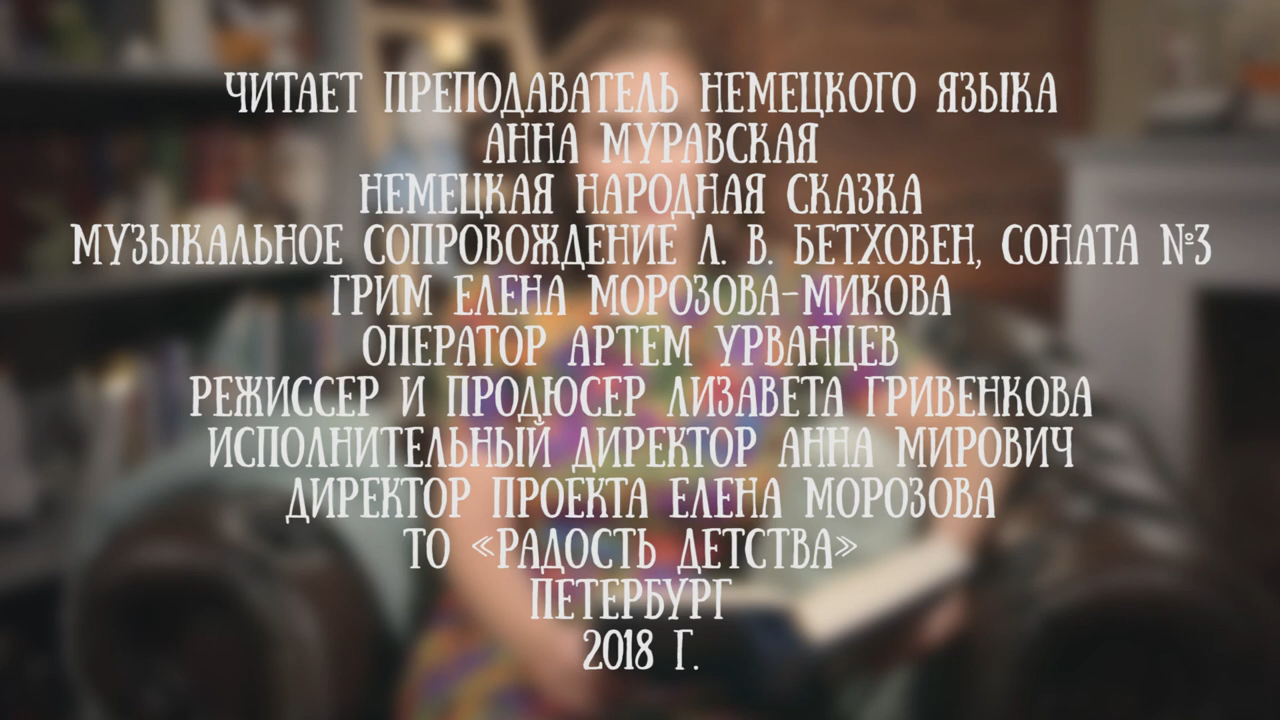 ЧИТАЕТ ПРЕПОДАВАТЕЛЬ НЕМЕЦКОГО ЯЗЫКА
АННА МУРАВСКАЯ
НЕМЕЦКАЯ НАРОДНАЯ СКАЗКА
МУЗЫКАЛЬНОЕ СОПРОВОЖДЕНИЕ Л. В. БЕТХОВЕН, СОНАТА №3
ГРИМ ЕЛЕНА МОРОЗОВА-МИКОВА
ОПЕРАТОР АРТЕМ УРВАНЦЕВ
РЕЖИССЕР И ПРОДЮСЕР ЛИЗАВЕТА ГРИВЕНКОВА
ИСПОЛНИТЕЛЬНЫЙ ДИРЕКТОР АННА МИРОВИЧ
ДИРЕКТОР ПРОЕКТА ЕЛЕНА МОРОЗОВА
ТО «РАДОСТЬ ДЕТСТВА»
ПЕТЕРБУРГ
2018 Г.